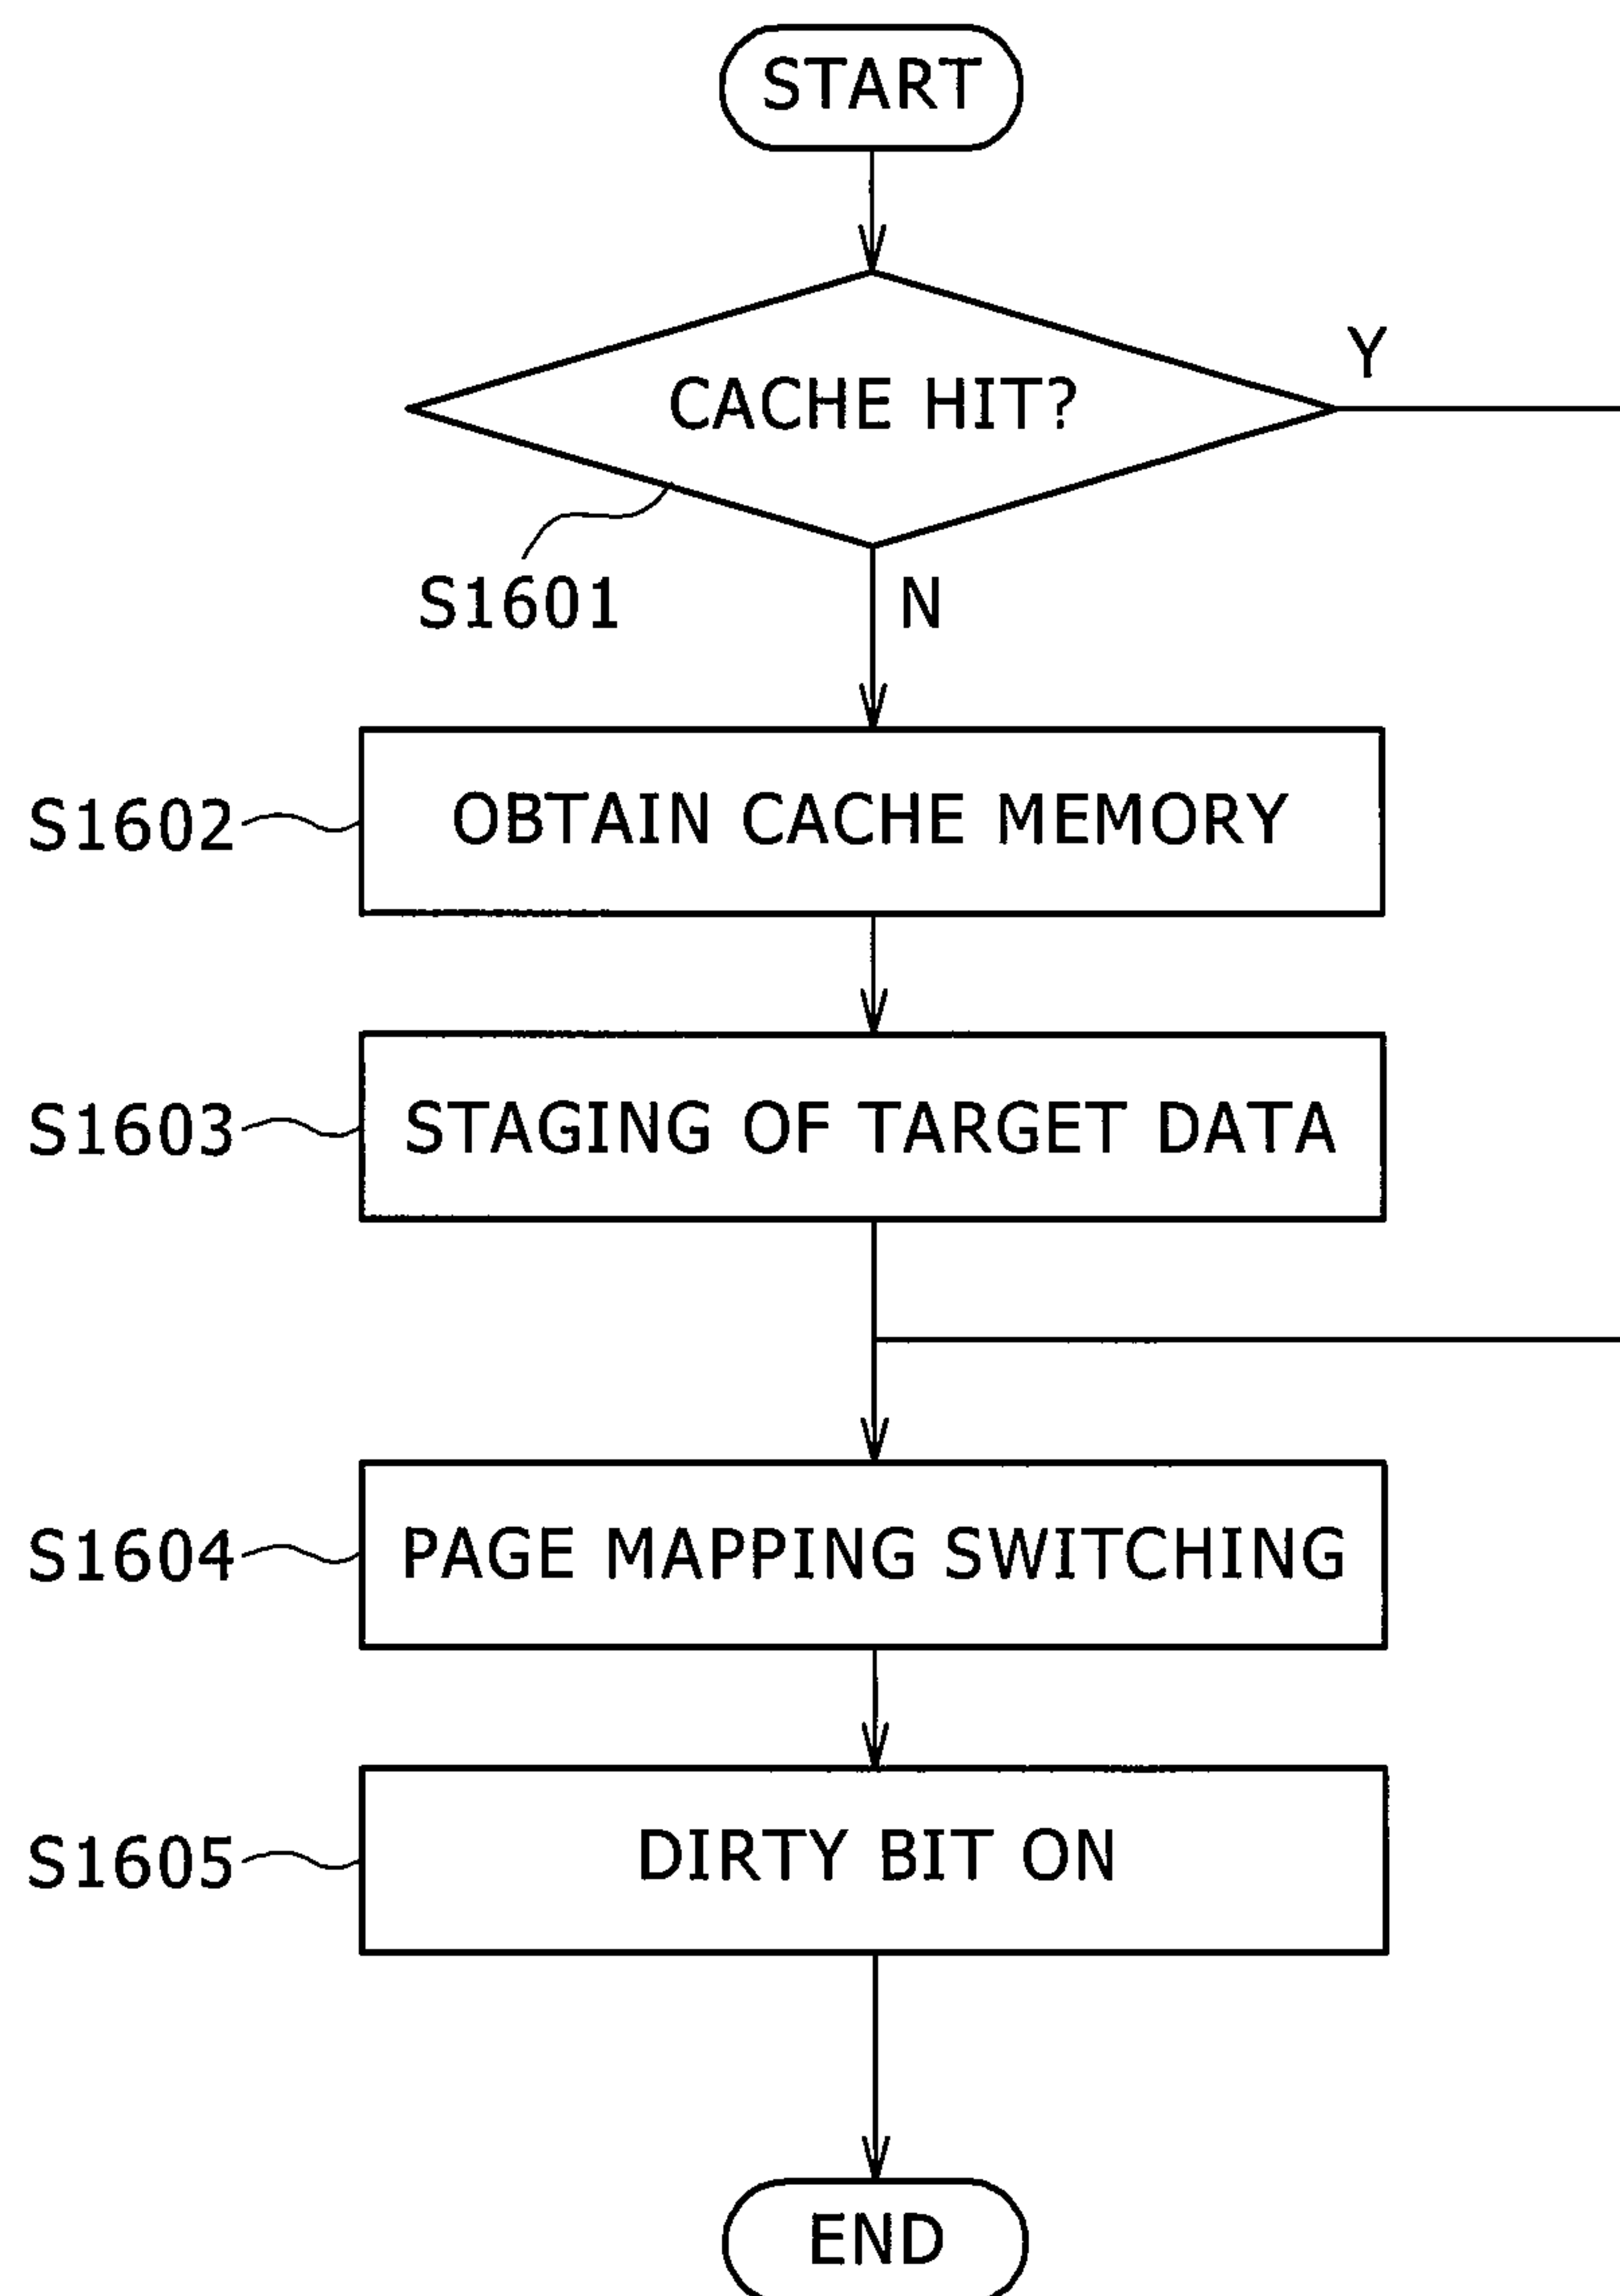 START
CACHE HIT?
Y
S1601
N
S1602
OBTAIN CACHE MEMORY
S1603
STAGING OF TARGET DATA
S1604
PAGE MAPPING SWITCHING
S1605
DIRTY BIT ON
END